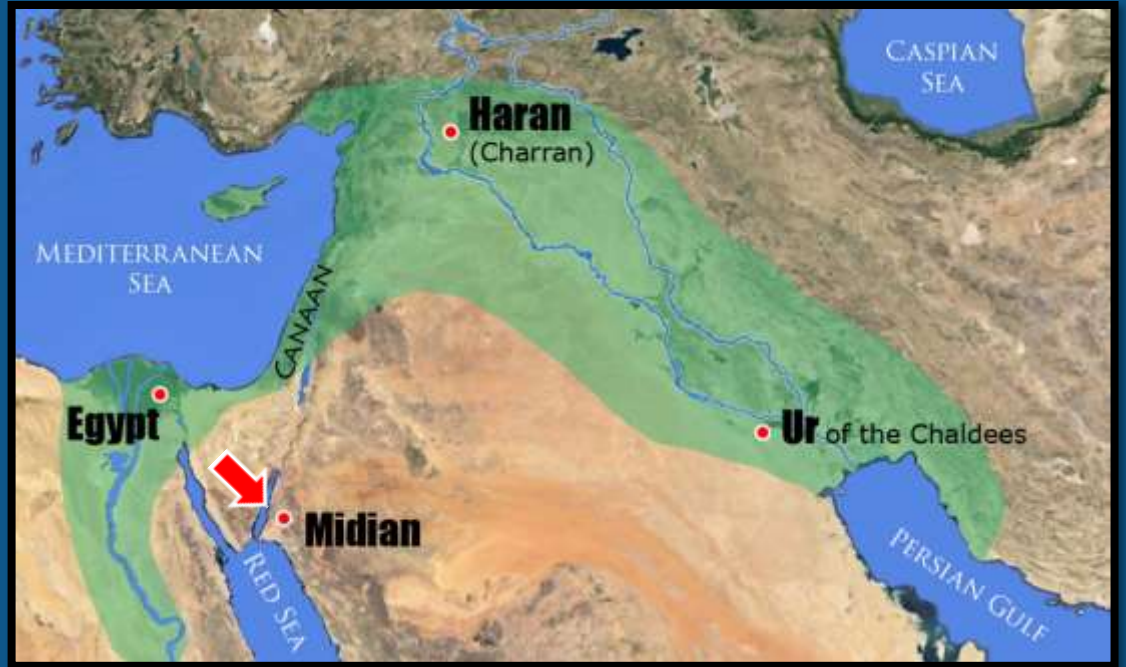 CASPIAN
SEA
Haran
(Charran)
MEDITERRANEAN
SEA
CANAAN
Egypt
Ur of the Chaldees
Midian
RED SEA
PERSIAN GULF